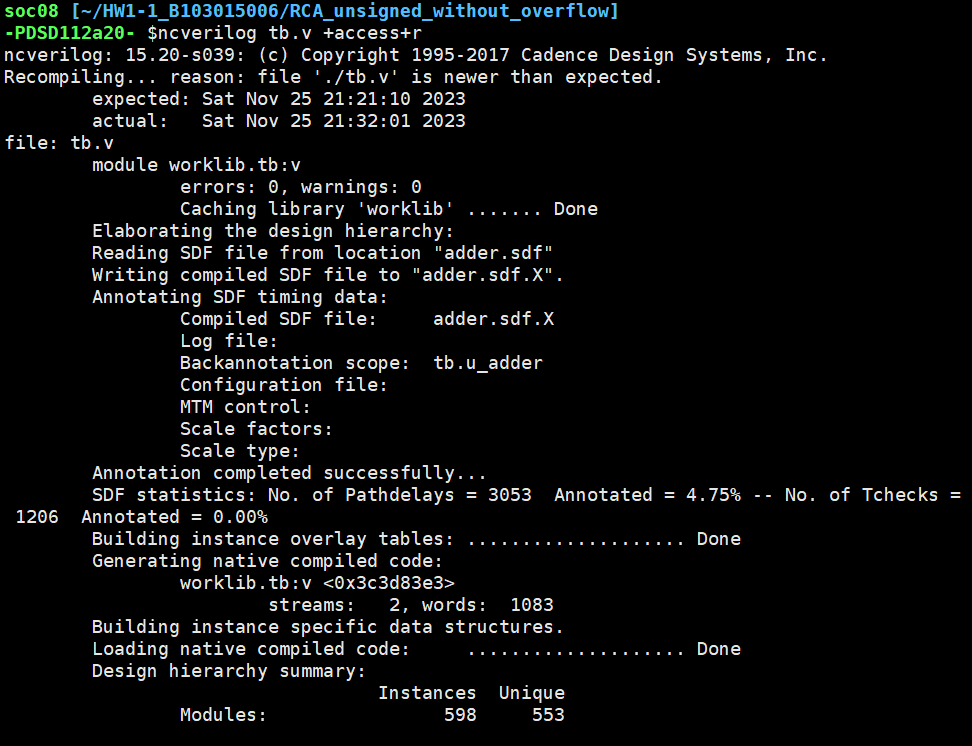 soc08 [~/HW1-1_B103015006/RCA_unsigned_without_overflow]
-PDSD112a20- $ncverilog tb.v +access+r
ncverilog: 15.20-s039: (c) Copyright 1995-2017 Cadence Design Systems, Inc.
Recompiling... reason: file './tb.v' is newer than expected.
        expected: Sat Nov 25 21:21:10 2023
        actual:   Sat Nov 25 21:32:01 2023
file: tb.v
        module worklib.tb:v
                errors: 0, warnings: 0
                Caching library 'worklib' ....... Done
        Elaborating the design hierarchy:
        Reading SDF file from location "adder.sdf"
        Writing compiled SDF file to "adder.sdf.X".
        Annotating SDF timing data:
                Compiled SDF file:     adder.sdf.X
                Log file:
                Backannotation scope:  tb.u_adder
                Configuration file:
                MTM control:
                Scale factors:
                Scale type:
        Annotation completed successfully...
        SDF statistics: No. of Pathdelays = 3053  Annotated = 4.75% -- No. of Tchecks =
 1206  Annotated = 0.00%
        Building instance overlay tables: .................... Done
        Generating native compiled code:
                worklib.tb:v <0x3c3d83e3>
                        streams:   2, words:  1083
        Building instance specific data structures.
        Loading native compiled code:     .................... Done
        Design hierarchy summary:
                                  Instances  Unique
                Modules:                598     553